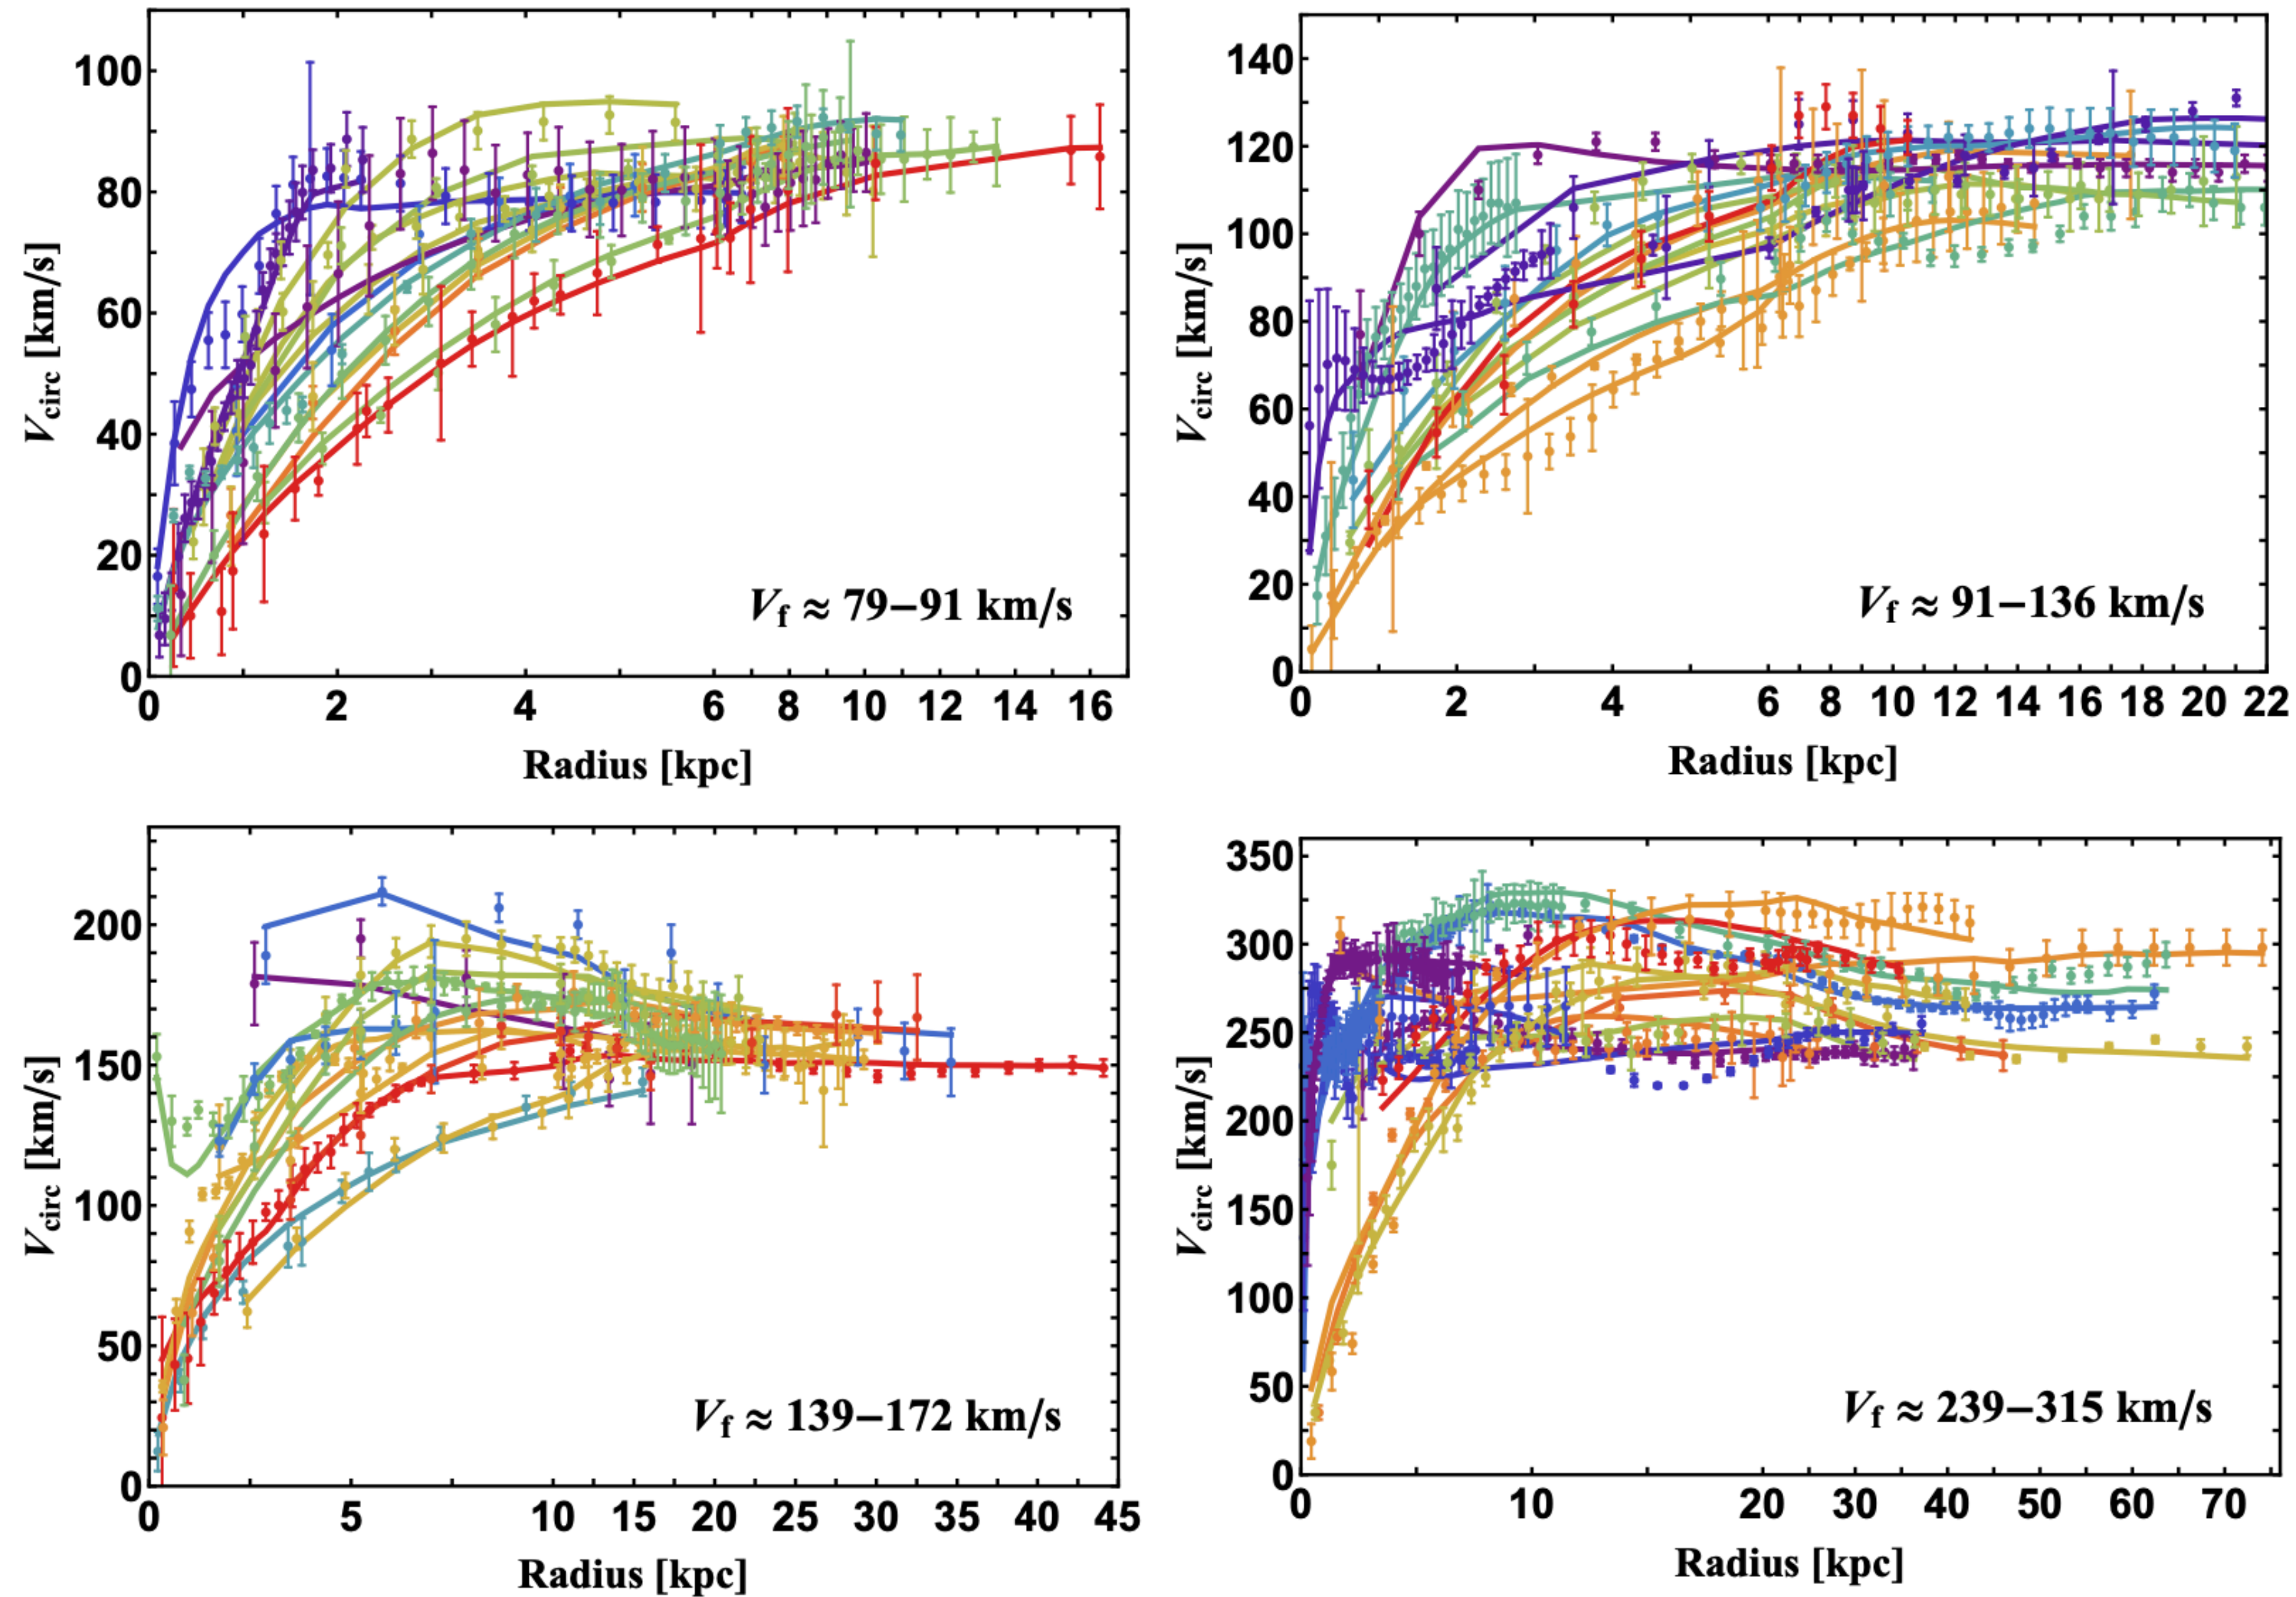 100
80
60
40
20
0
V_circ [km/s]
V_f ≈ 79–91 km/s
0 2 4 6 8 10 12 14 16
Radius [kpc]
140
120
100
80
60
40
20
0
V_circ [km/s]
V_f ≈ 91–136 km/s
0 2 4 6 8 10 12 14 16 18 20 22
Radius [kpc]
200
150
100
50
0
V_circ [km/s]
V_f ≈ 139–172 km/s
0 5 10 15 20 25 30 35 40 45
Radius [kpc]
350
300
250
200
150
100
50
0
V_circ [km/s]
V_f ≈ 239–315 km/s
0 10 20 30 40 50 60 70
Radius [kpc]